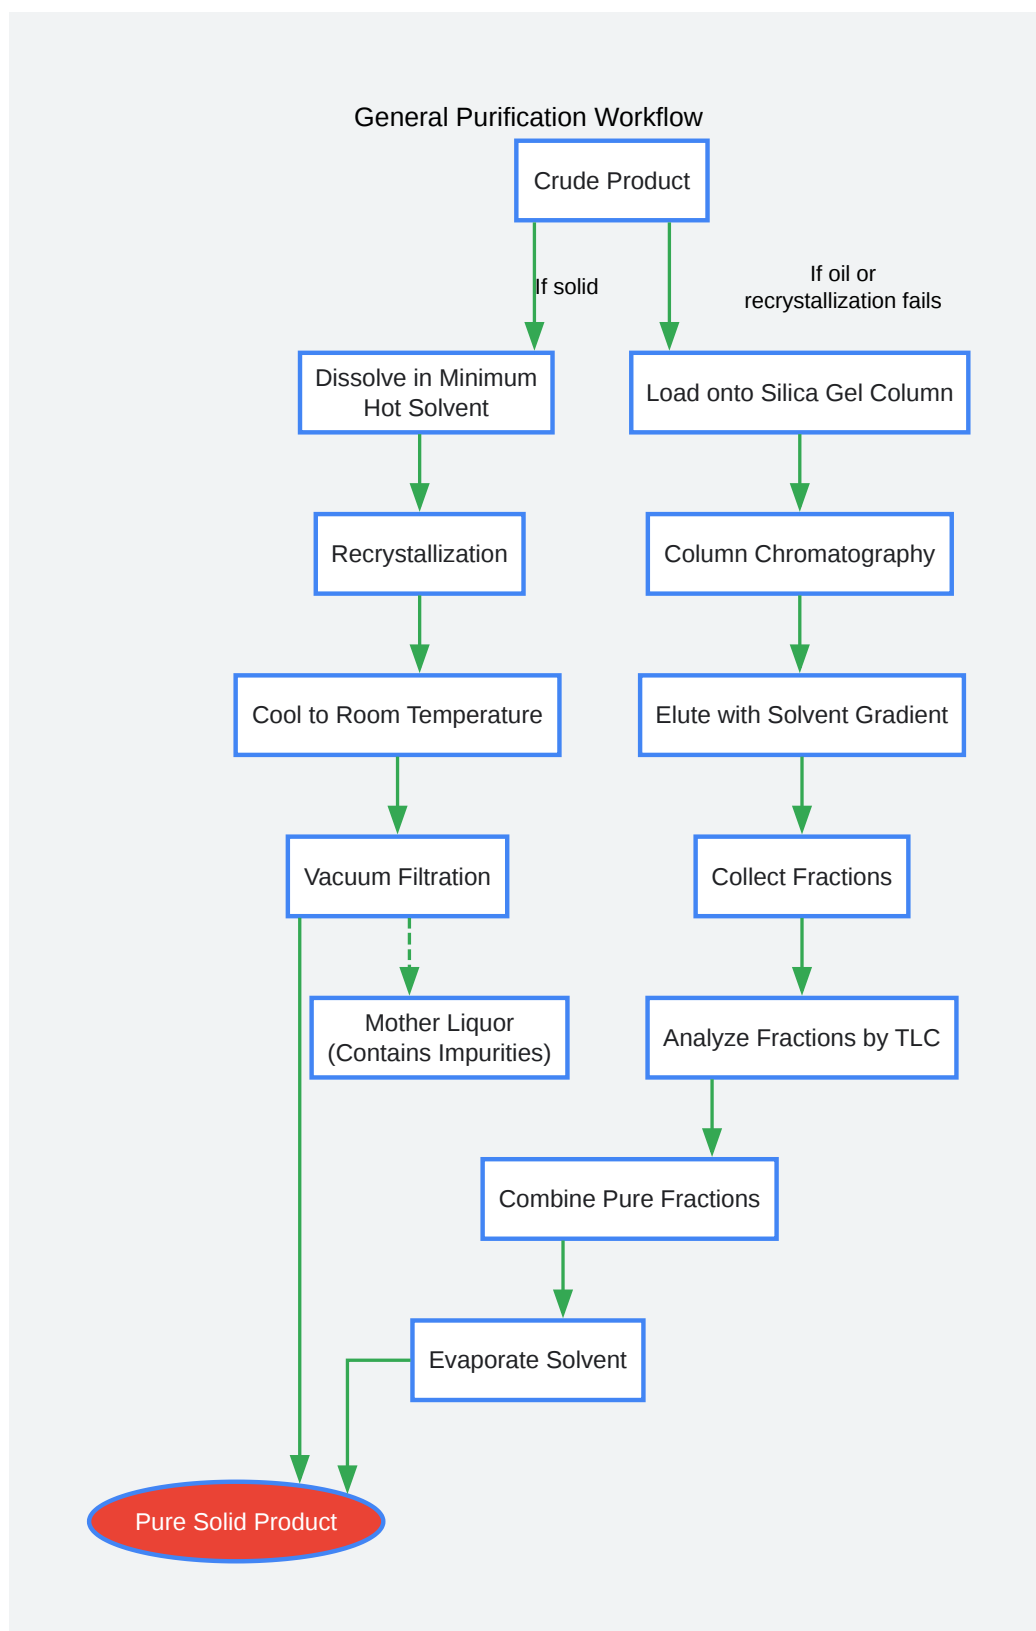 General Purification Workflow
Crude Product
If solid
If oil or
recrystallization fails
Dissolve in Minimum
Hot Solvent
Load onto Silica Gel Column
Recrystallization
Column Chromatography
Cool to Room Temperature
Elute with Solvent Gradient
Vacuum Filtration
Collect Fractions
Mother Liquor
(Contains Impurities)
Analyze Fractions by TLC
Combine Pure Fractions
Evaporate Solvent
Pure Solid Product